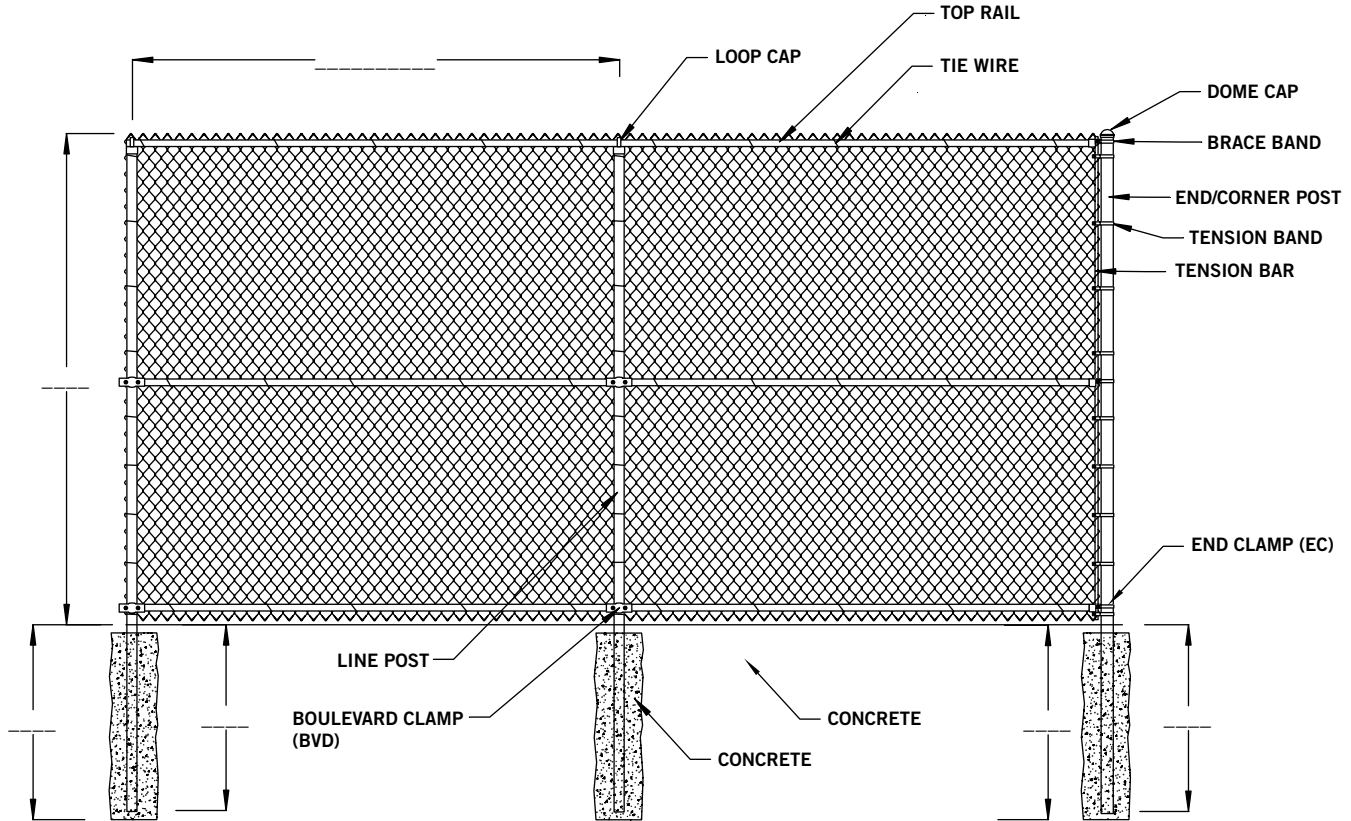 TOP RAIL
LOOP CAP
TIE WIRE
DOME CAP
BRACE BAND
END/CORNER POST
TENSION BAND
TENSION BAR
END CLAMP (EC)
LINE POST
BOULEVARD CLAMP
(BVD)
CONCRETE
CONCRETE